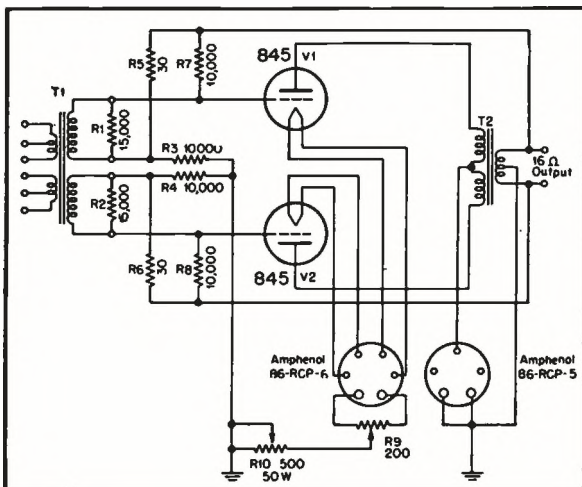 T1
R5
30
R7
10,000
845 V1
R1
15,000
R3 10000
R4 10,000
R2
15,000
R6
30
R8
10,000
845 V2
T2
16 Ω
Output
Amphenol
86-RCP-6
Amphenol
86-RCP-5
R9
200
R10 500
50W